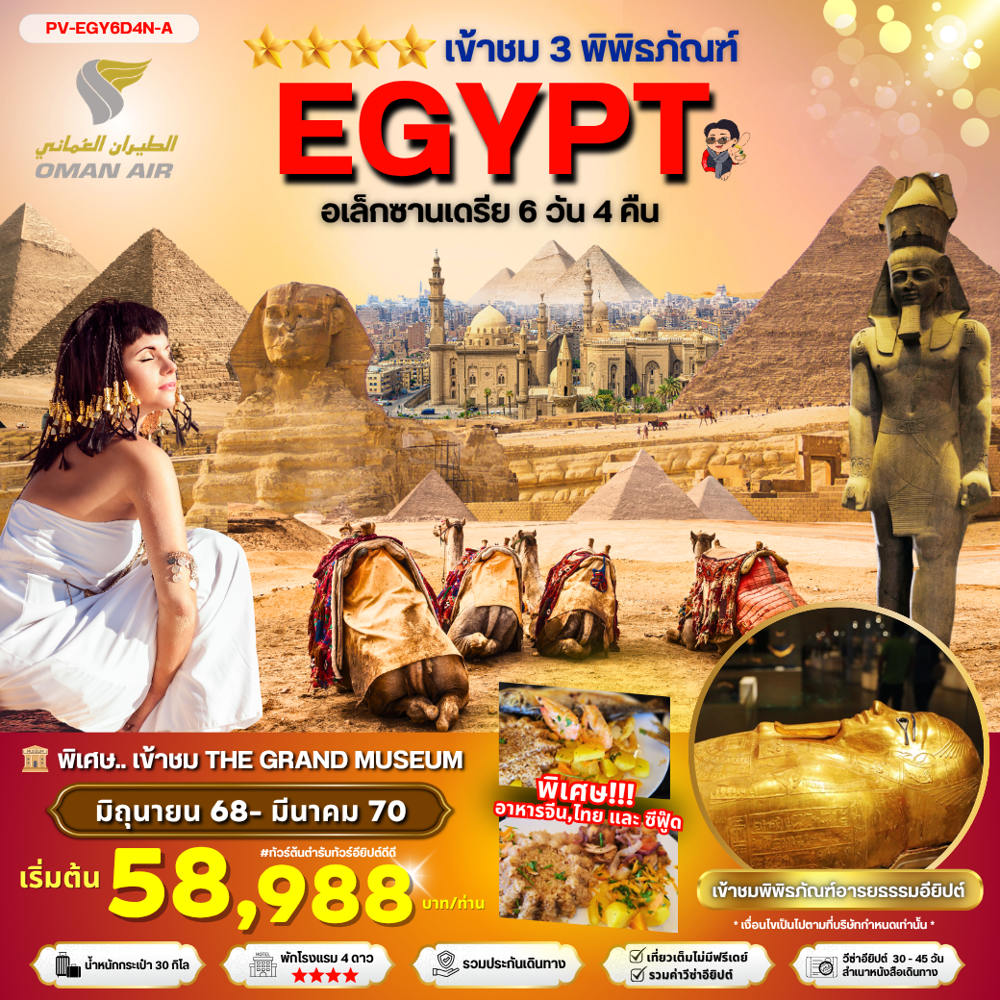 PV-EGY6D4N-A
เข้าชม 3 พิพิธภัณฑ์
EGYPT
الطيران العُماني
OMAN AIR
อเล็กซานเดรีย 6 วัน 4 คืน
MUSEUM
พิเศษ.. เข้าชม THE GRAND MUSEUM
มิถุนายน 68- มีนาคม 70
#ทัวร์ต้นตำรับทัวร์อียิปต์ดีดี
เริ่มต้น 58,988 บาท/ท่าน
พิเศษ!!!
อาหารจีน,ไทย และ ซีฟู๊ด
เข้าชมพิพิธภัณฑ์อารยธรรมอียิปต์
* เงื่อนไขเป็นไปตามที่บริษัทกำหนดเท่านั้น *
น้ำหนักกระเป๋า 30 กิโล
HOTEL
พักโรงแรม 4 ดาว
รวมประกันเดินทาง
เที่ยวเต็มไม่มีฟรีเดย์
รวมค่าวีซ่าอียิปต์
วีซ่าอียิปต์ 30 - 45 วัน
สำเนาหนังสือเดินทาง